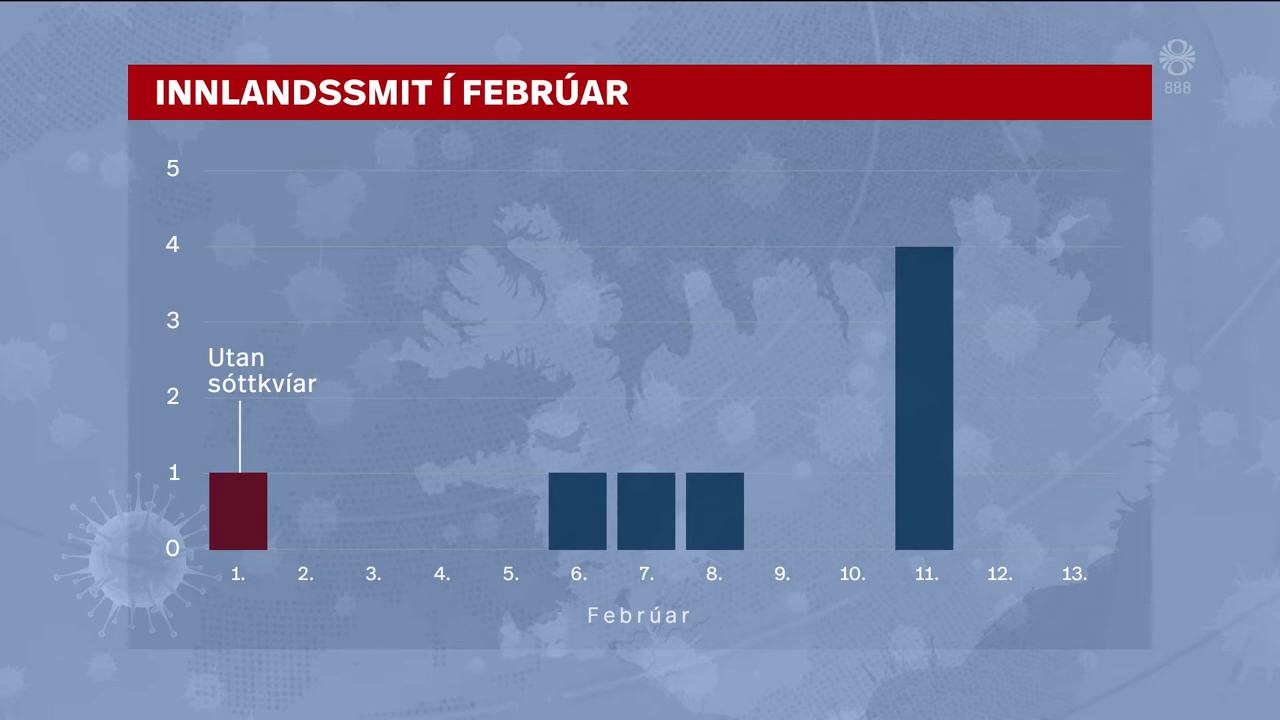 INNLANDSSMIT Í FEBRÚAR
888
5
4
3
Utan
sóttkvíar
2
1
0
1. 2. 3. 4. 5. 6. 7. 8. 9. 10. 11. 12. 13.
Febrúar